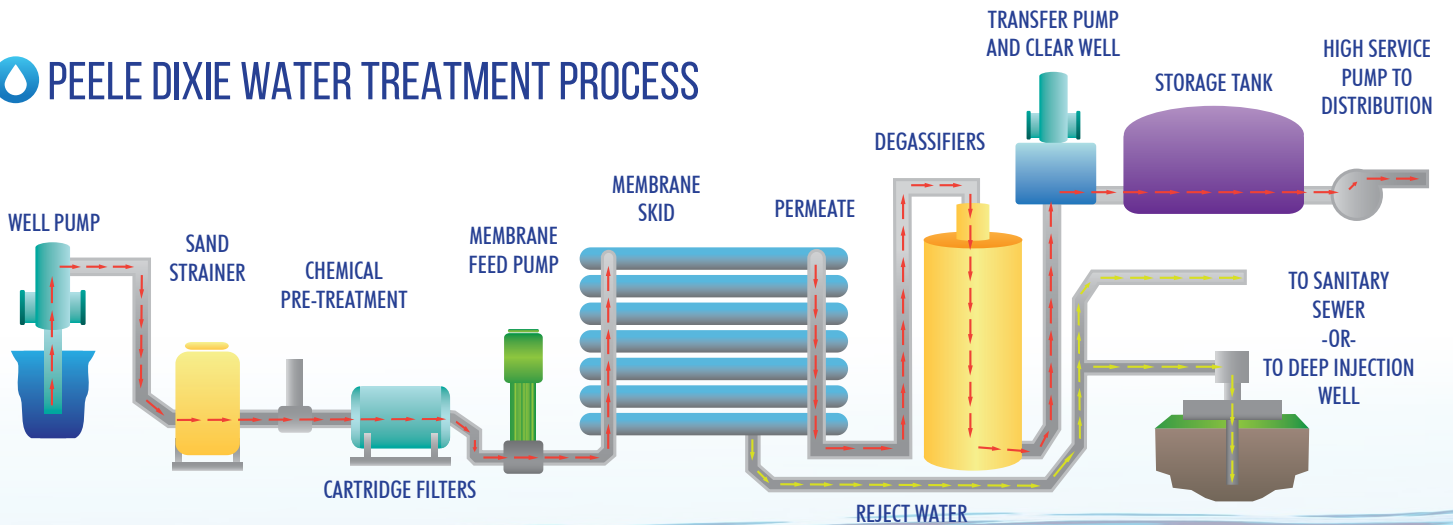 PEELE DIXIE WATER TREATMENT PROCESS
WELL PUMP
SAND
STRAINER
CHEMICAL
PRE-TREATMENT
CARTRIDGE FILTERS
MEMBRANE
FEED PUMP
MEMBRANE
SKID
PERMEATE
DEGASSIFIERS
TRANSFER PUMP
AND CLEAR WELL
STORAGE TANK
HIGH SERVICE
PUMP TO
DISTRIBUTION
TO SANITARY
SEWER
-OR-
TO DEEP INJECTION
WELL
REJECT WATER